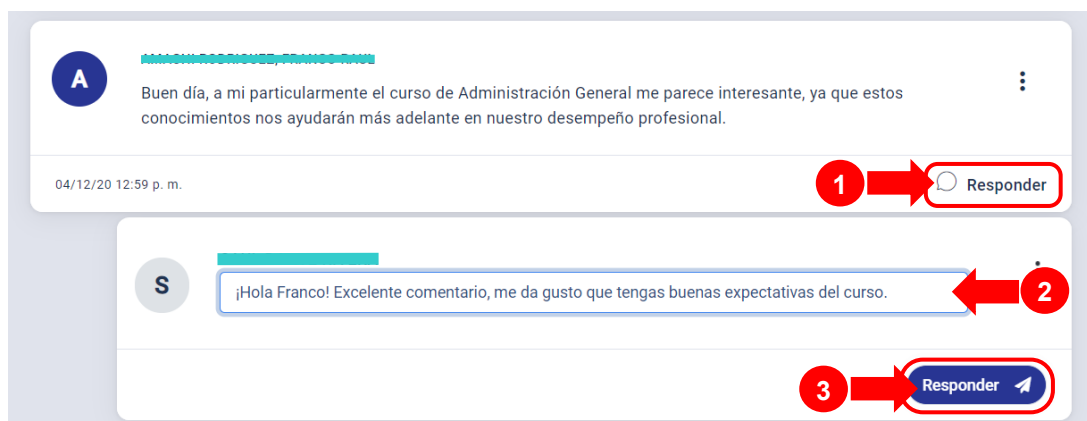 A
Buen día, a mi particularmente el curso de Administración General me parece interesante, ya que estos
conocimientos nos ayudarán más adelante en nuestro desempeño profesional.
04/12/20 12:59 p. m.
1
Responder
S
¡Hola Franco! Excelente comentario, me da gusto que tengas buenas expectativas del curso.
2
3
Responder